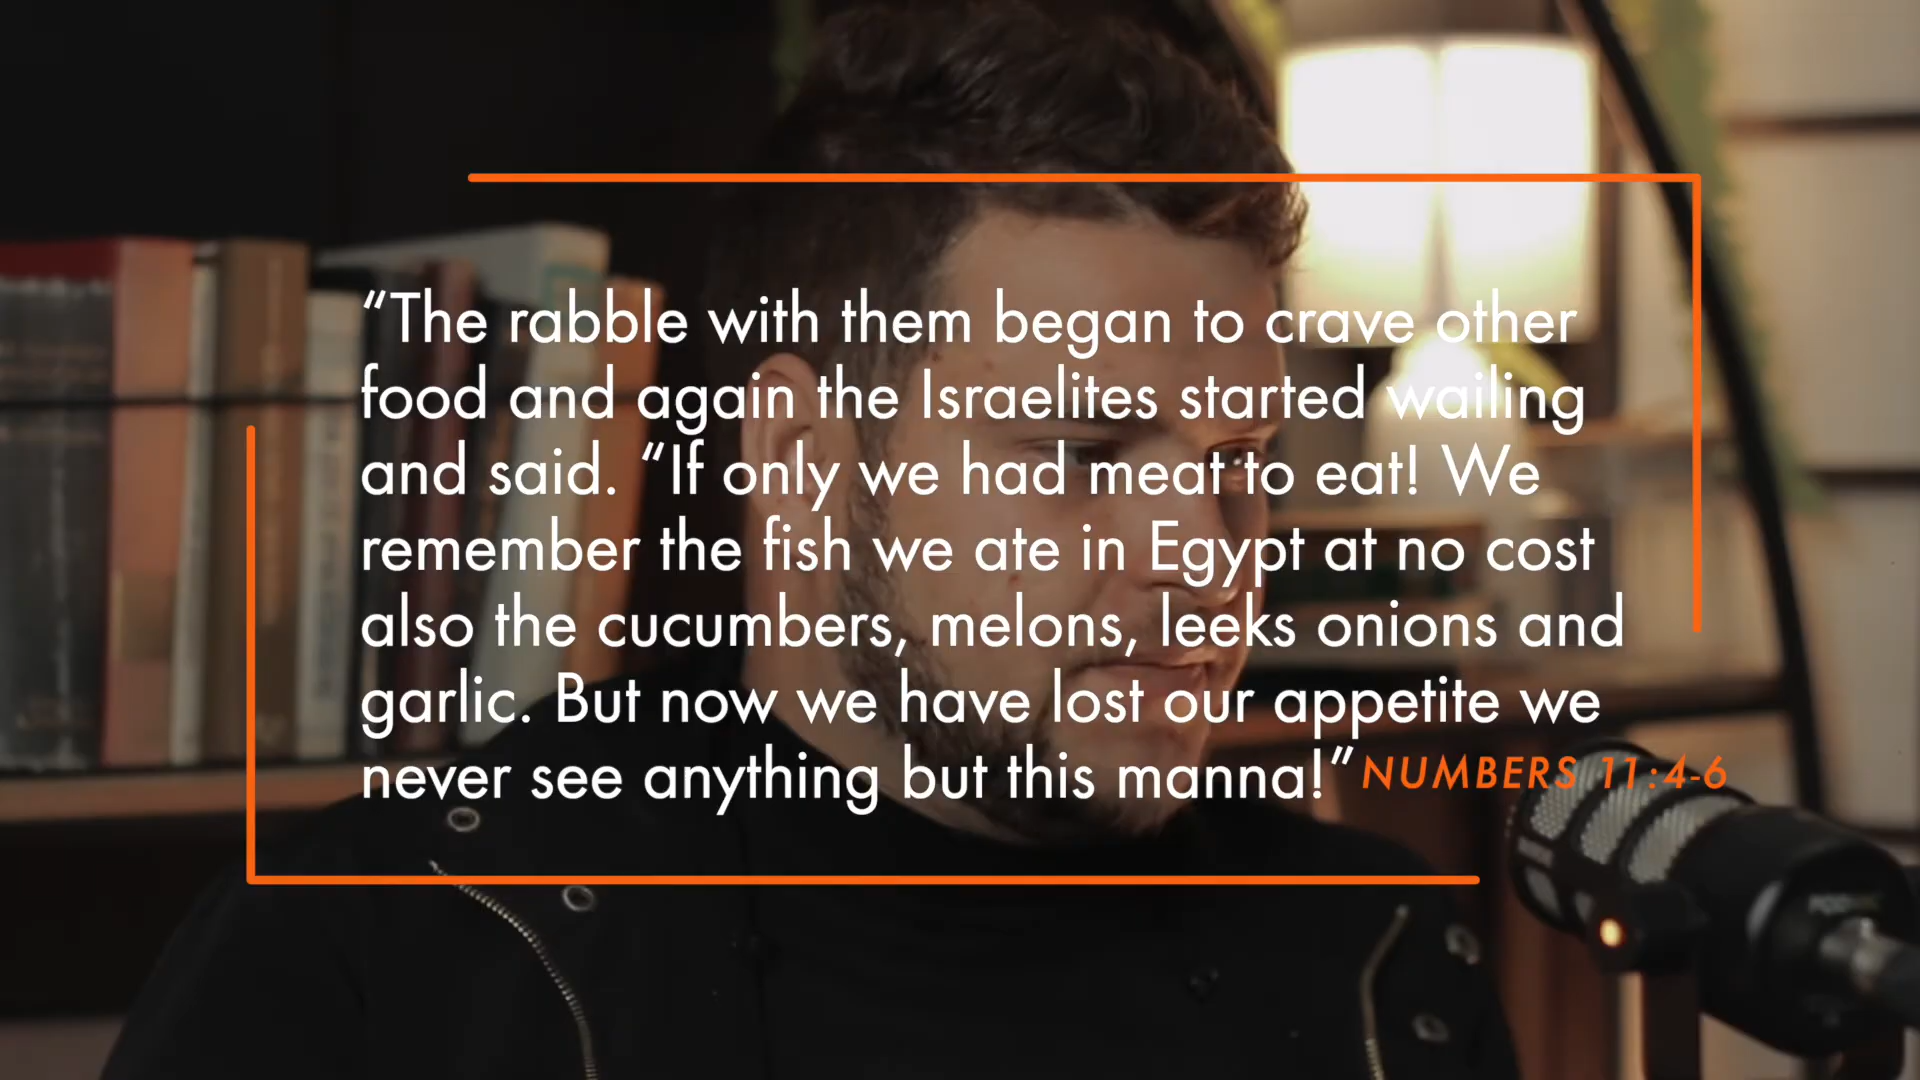 “The rabble with them began to crave other
food and again the Israelites started wailing
and said. “If only we had meat to eat! We
remember the fish we ate in Egypt at no cost
also the cucumbers, melons, leeks onions and
garlic. But now we have lost our appetite we
never see anything but this manna!” NUMBERS 11:4-6